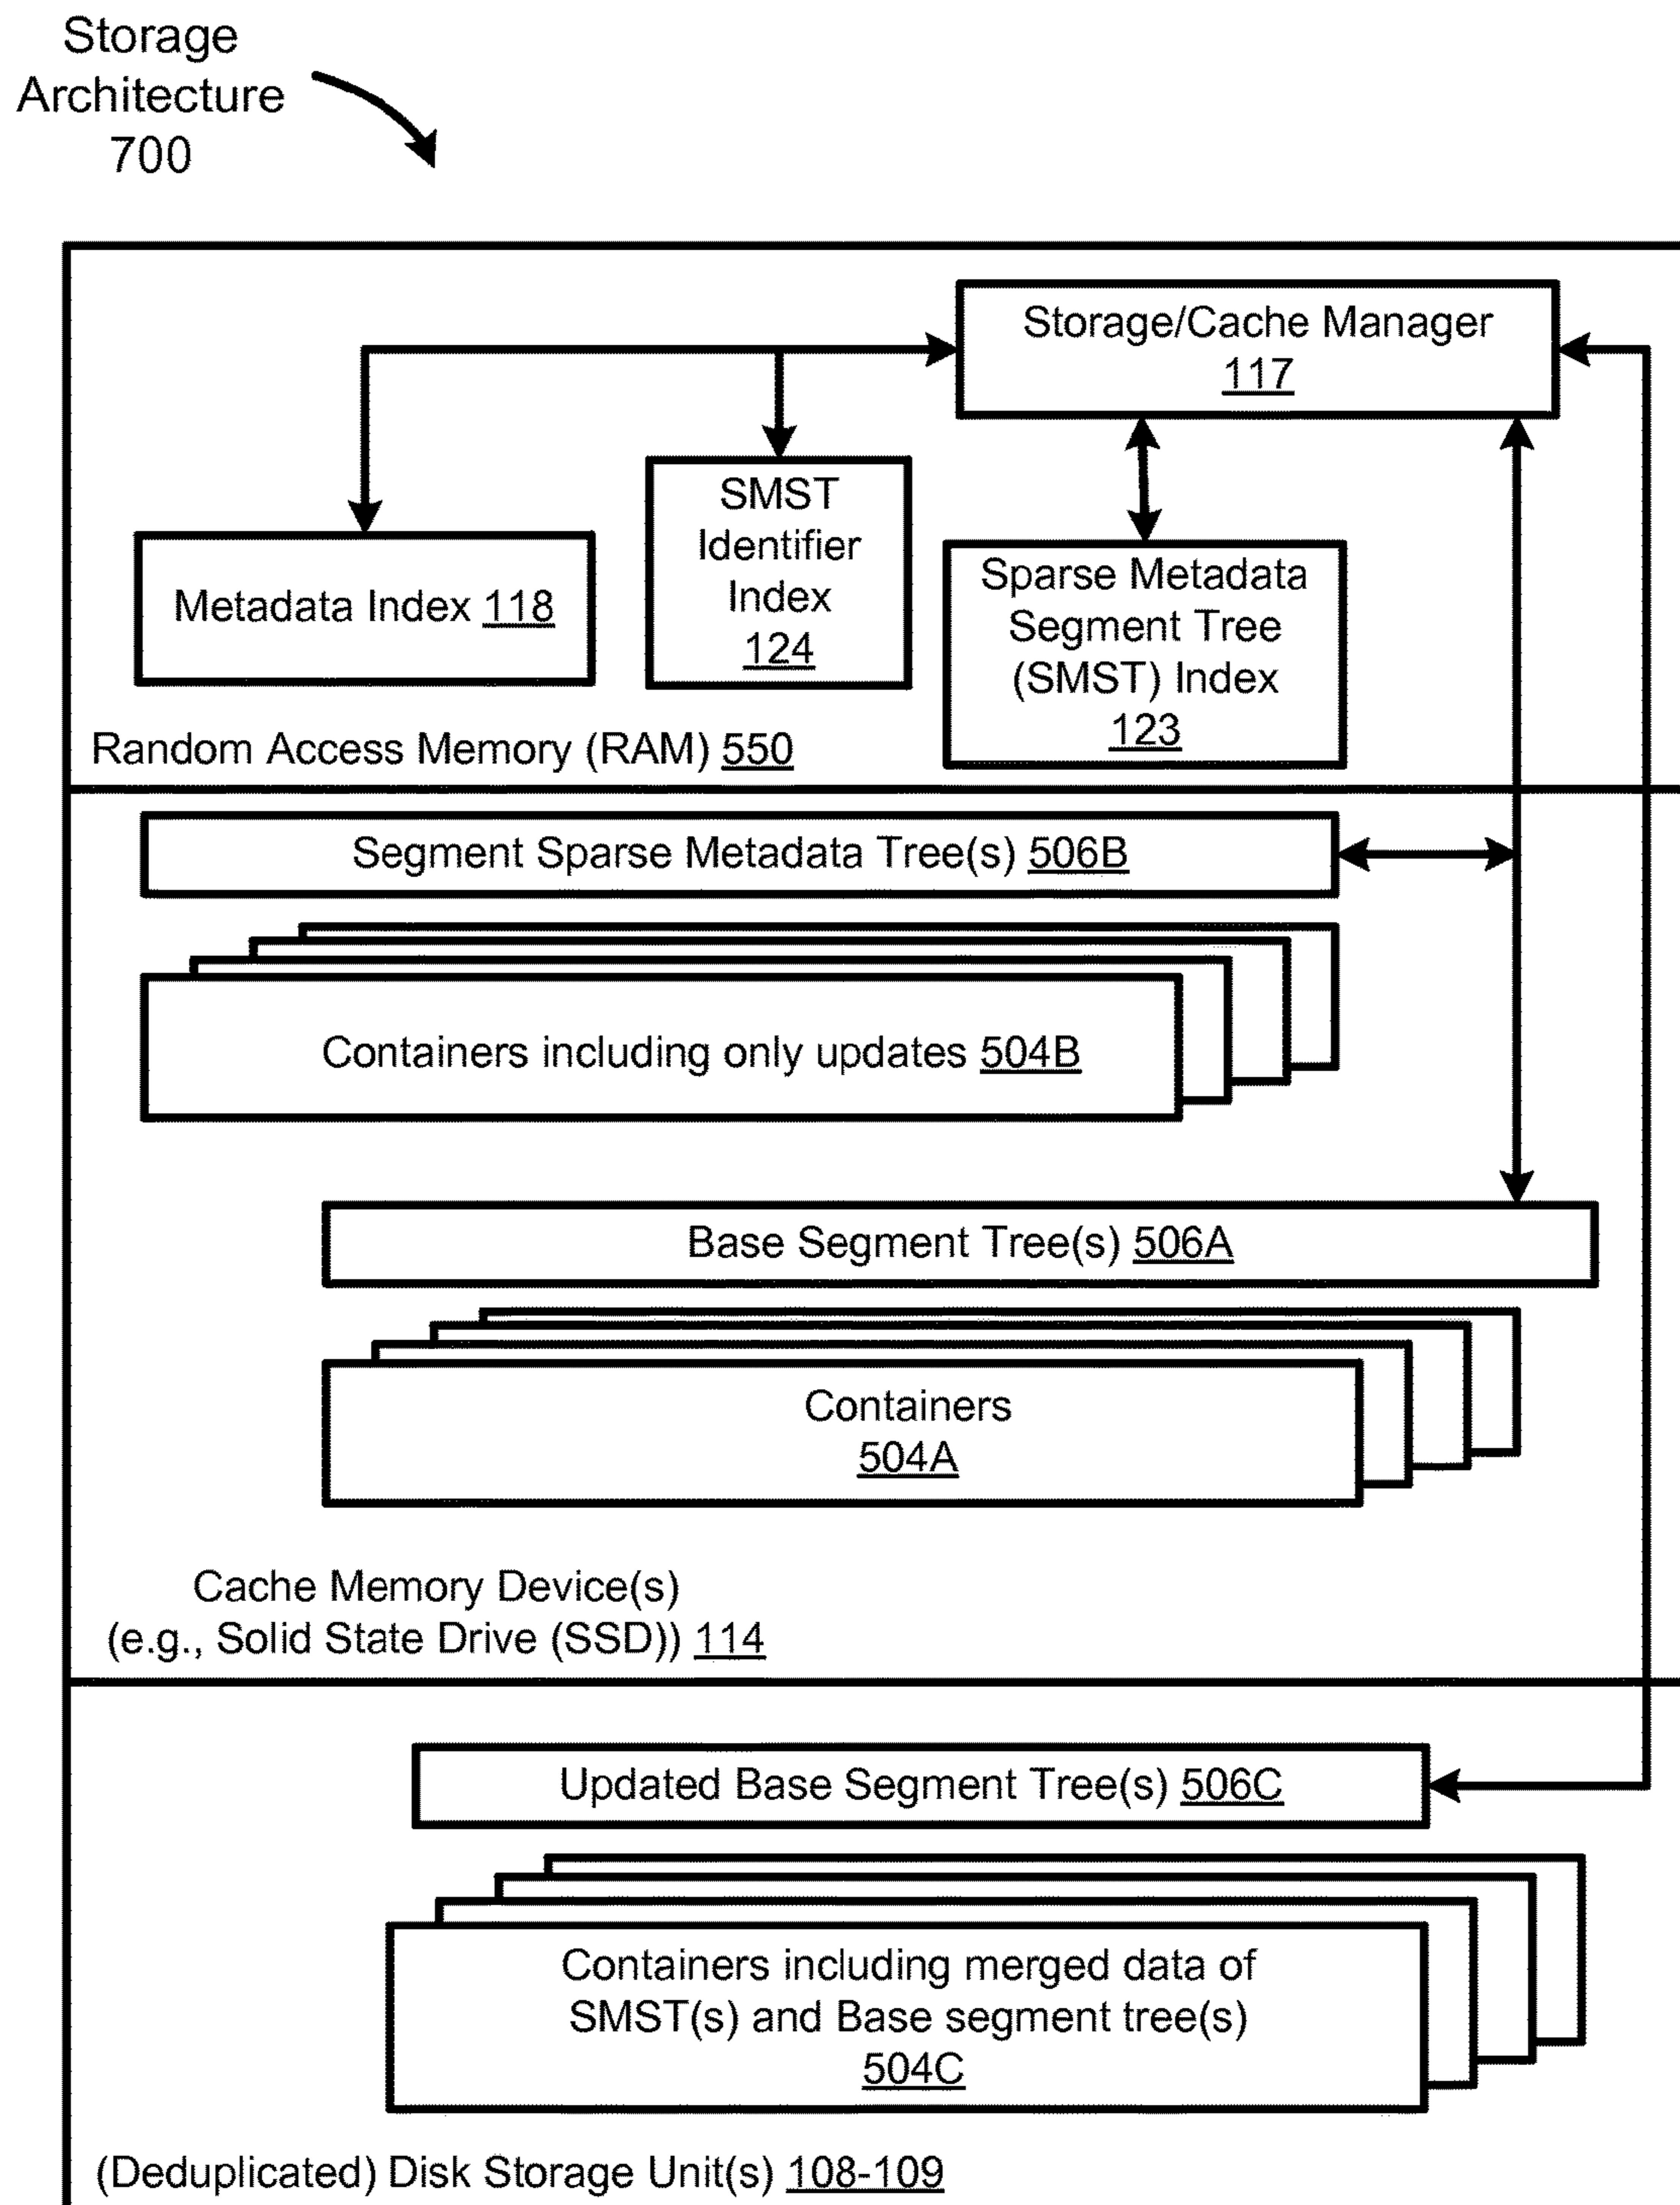 Storage
Architecture
700
Storage/Cache Manager
117
SMST
Identifier
Index
124
Metadata Index 118
Sparse Metadata
Segment Tree
(SMST) Index
123
Random Access Memory (RAM) 550
Segment Sparse Metadata Tree(s) 506B
Containers including only updates 504B
Base Segment Tree(s) 506A
Containers
504A
Cache Memory Device(s)
(e.g., Solid State Drive (SSD)) 114
Updated Base Segment Tree(s) 506C
Containers including merged data of
SMST(s) and Base segment tree(s)
504C
(Deduplicated) Disk Storage Unit(s) 108-109